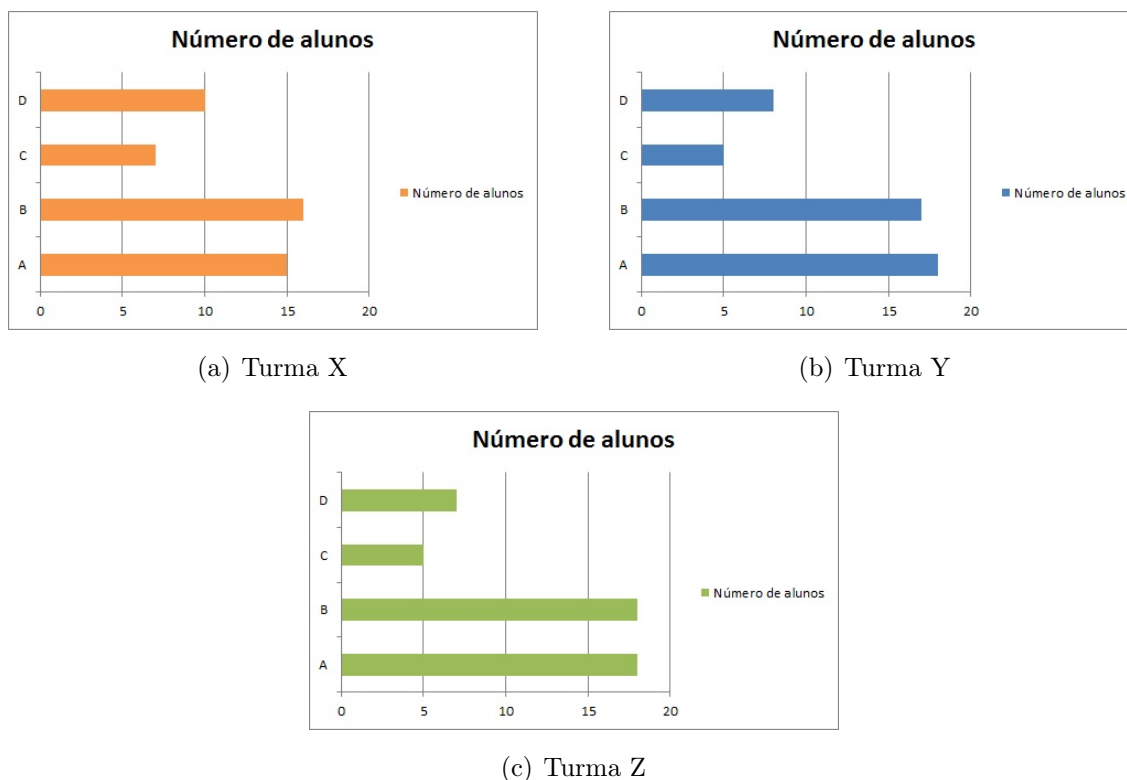 Número de alunos
D
C
B
A
0 5 10 15 20
Número de alunos
(a) Turma X
Número de alunos
D
C
B
A
0 5 10 15 20
Número de alunos
(b) Turma Y
Número de alunos
D
C
B
A
0 5 10 15 20
Número de alunos
(c) Turma Z